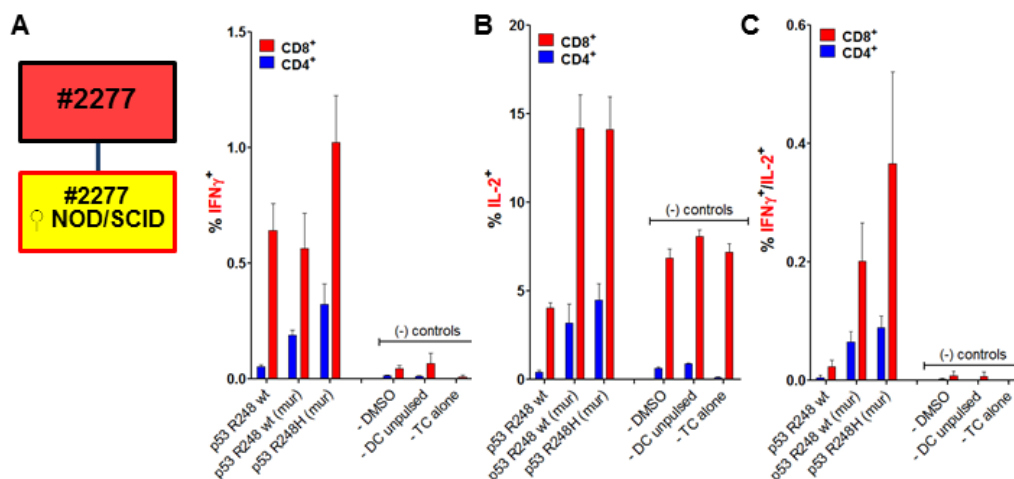 A
#2277
#2277
♀ NOD/SCID
% IFNγ+
1.5
1.0
0.5
0.0
CD8+
CD4+
(-) controls
p53 R248 wt
p53 R248 wt (mur)
p53 R248H (mur)
- DMSO
- DC unpulsed
- TC alone
B
% IL-2+
20
15
10
5
0
CD8+
CD4+
(-) controls
p53 R248 wt
p53 R248 wt (mur)
p53 R248H (mur)
- DMSO
- DC unpulsed
- TC alone
C
% IFNγ+/IL-2+
0.6
0.4
0.2
0.0
CD8+
CD4+
(-) controls
p53 R248 wt
p53 R248 wt (mur)
p53 R248H (mur)
- DMSO
- DC unpulsed
- TC alone